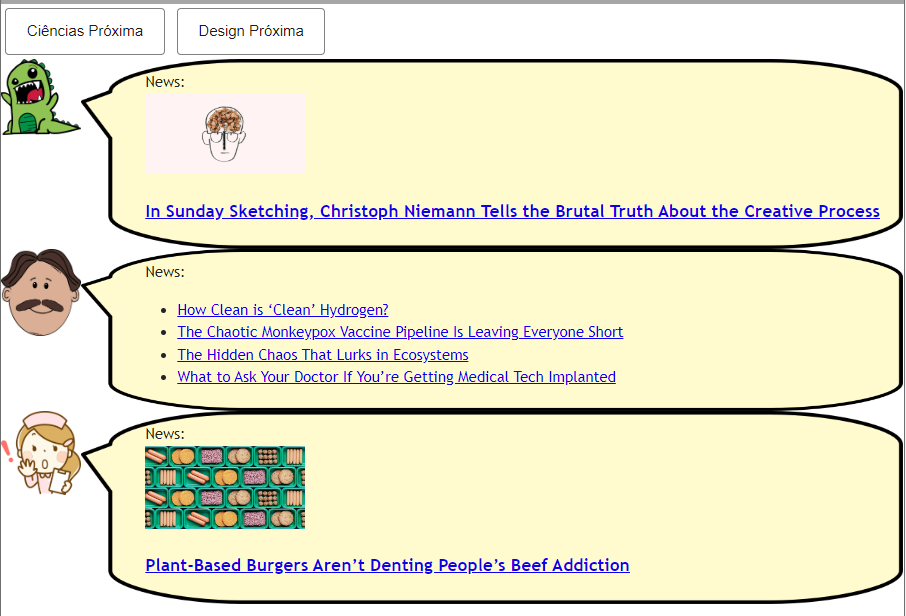 Ciências Próxima Design Próxima
News:
In Sunday Sketching, Christoph Niemann Tells the Brutal Truth About the Creative Process
News:
How Clean is ‘Clean’ Hydrogen?
The Chaotic Monkeypox Vaccine Pipeline Is Leaving Everyone Short
The Hidden Chaos That Lurks in Ecosystems
What to Ask Your Doctor If You’re Getting Medical Tech Implanted
News:
Plant-Based Burgers Aren’t Denting People’s Beef Addiction